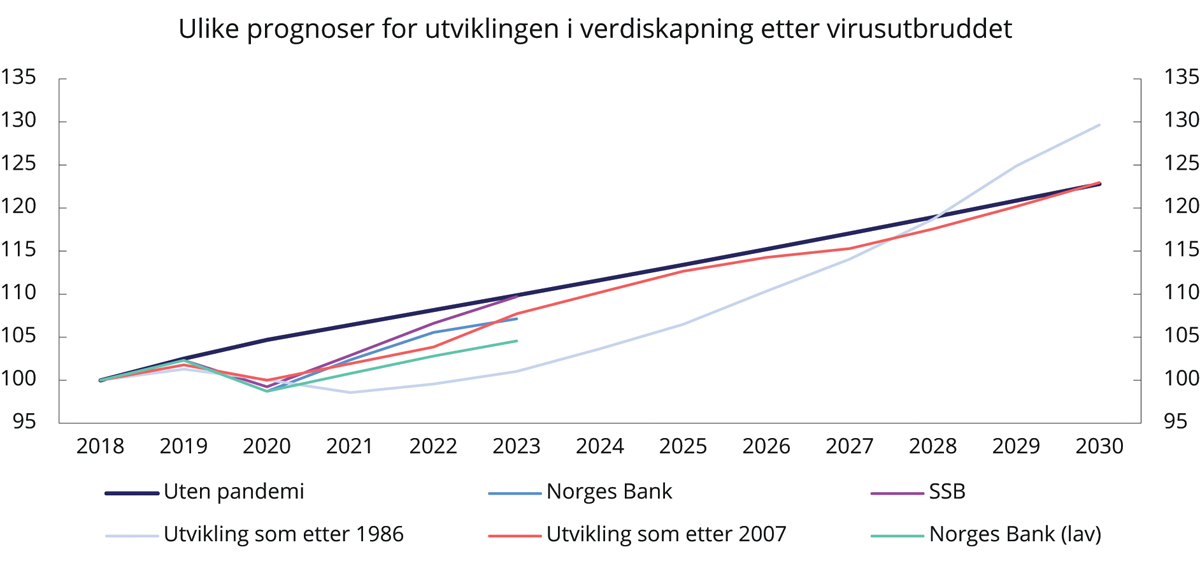 Ulike prognoser for utviklingen i verdiskapning etter virusutbruddet
135 135
130 130
125 125
120 120
115 115
110 110
105 105
100 100
95 95
2018 2019 2020 2021 2022 2023 2024 2025 2026 2027 2028 2029 2030
Uten pandemi Norges Bank SSB
Utvikling som etter 1986 Utvikling som etter 2007 Norges Bank (lav)